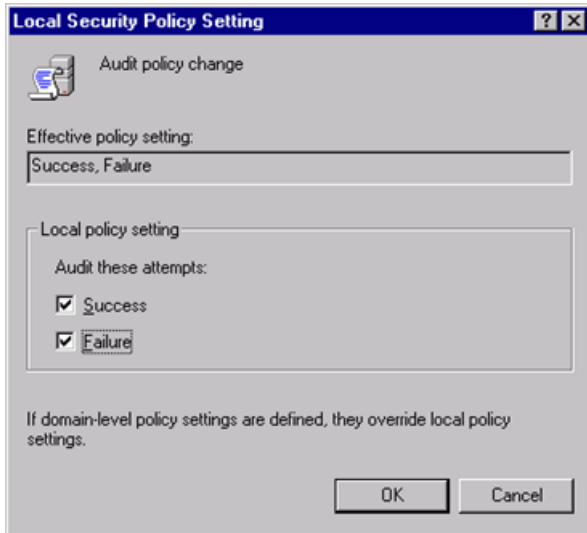 Local Security Policy Setting
Audit policy change
Effective policy setting:
Success, Failure
Local policy setting
Audit these attempts:
Success
Failure
If domain-level policy settings are defined, they override local policy
settings.
OK
Cancel